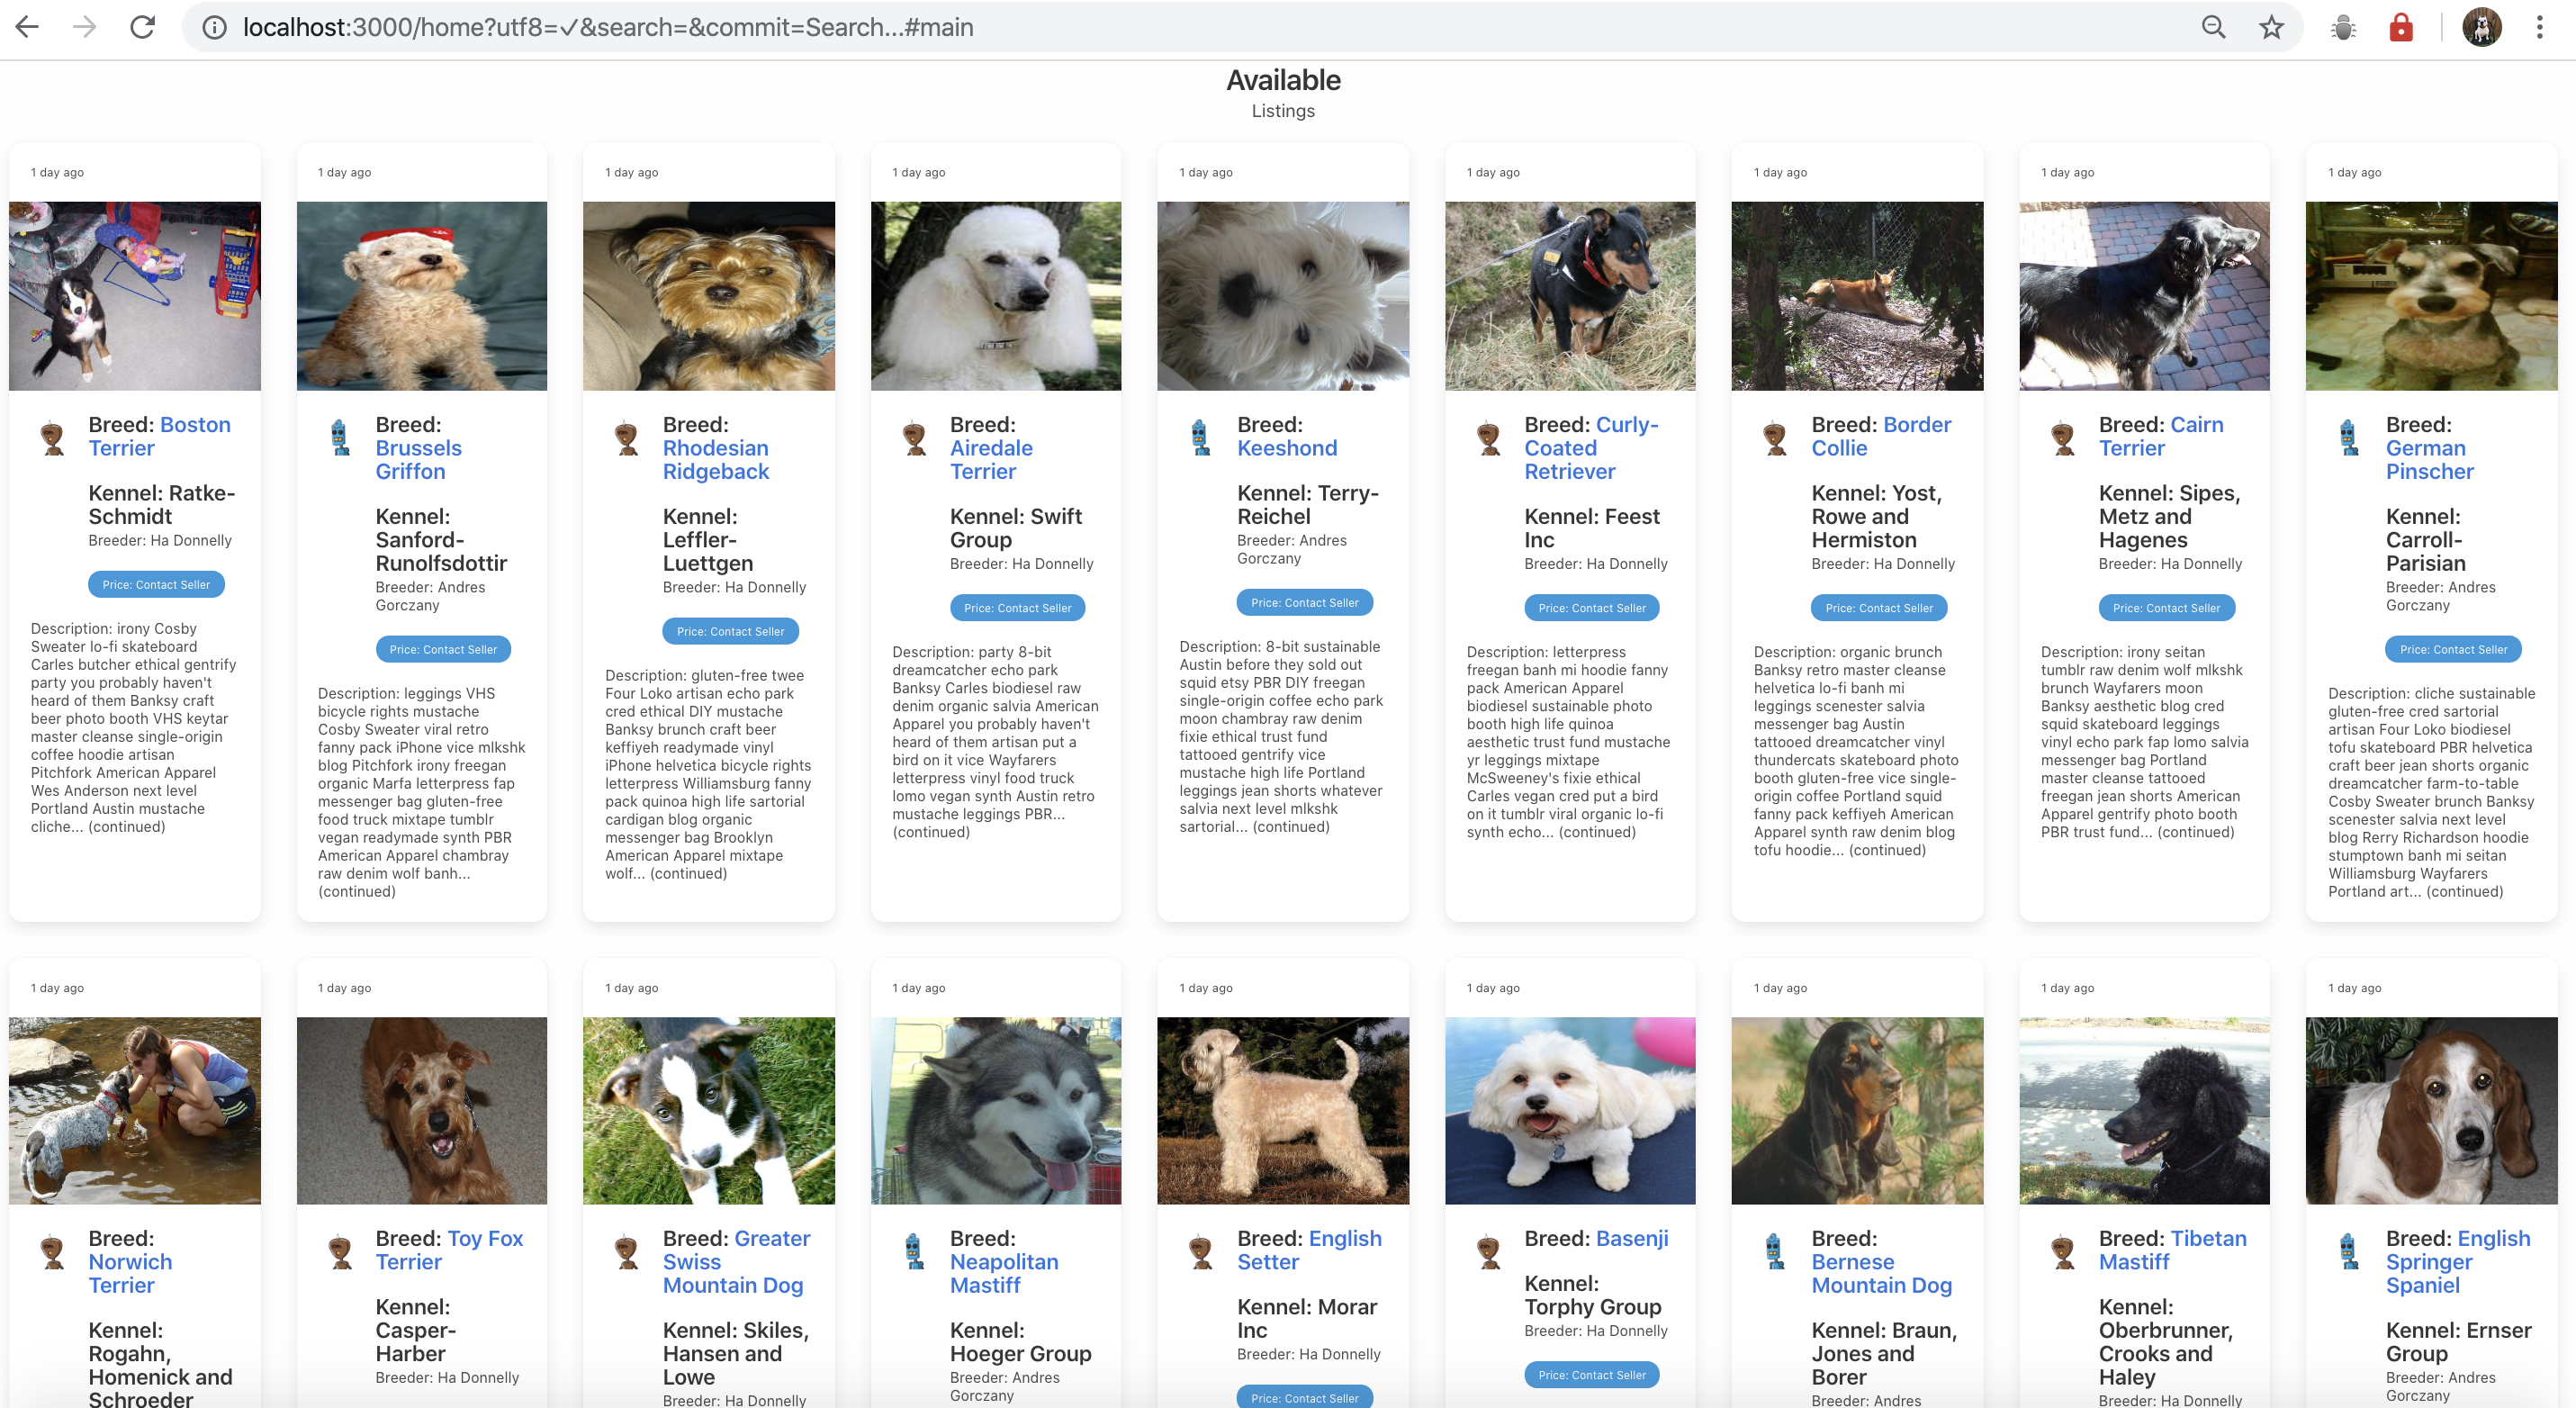 localhost:3000/home?utf8=✓&search=&commit=Search...#main
Available
Listings
1 day ago
Breed: Boston
Terrier
Kennel: Ratke-
Schmidt
Breeder: Ha Donnelly
Price: Contact Seller
Description: irony Cosby
Sweater lo-fi skateboard
Carles butcher ethical gentrify
party you probably haven't
heard of them Banksy craft
beer photo booth VHS keytar
master cleanse single-origin
coffee hoodie artisan
Pitchfork American Apparel
Wes Anderson next level
Portland Austin mustache
cliche... (continued)
1 day ago
Breed:
Brussels
Griffon
Kennel:
Sanford-
Runolfsdottir
Breeder: Andres
Gorczany
Price: Contact Seller
Description: leggings VHS
bicycle rights mustache
Cosby Sweater viral retro
fanny pack iPhone vice mlkshk
blog Pitchfork irony freegan
organic Marfa letterpress fap
messenger bag gluten-free
food truck mixtape tumblr
vegan readymade synth PBR
American Apparel chambray
raw denim wolf banh...
(continued)
1 day ago
Breed:
Rhodesian
Ridgeback
Kennel:
Leffler-
Luettgen
Breeder: Ha Donnelly
Price: Contact Seller
Description: gluten-free twee
Four Loko artisan echo park
cred ethical DIY mustache
Banksy brunch craft beer
keffiyeh readymade vinyl
iPhone helvetica bicycle rights
letterpress Williamsburg fanny
pack quinoa high life sartorial
cardigan blog organic
messenger bag Brooklyn
American Apparel mixtape
wolf... (continued)
1 day ago
Breed:
Airedale
Terrier
Kennel: Swift
Group
Breeder: Ha Donnelly
Price: Contact Seller
Description: party 8-bit
dreamcatcher echo park
Banksy Carles biodiesel raw
denim organic salvia American
Apparel you probably haven't
heard of them artisan put a
bird on it vice Wayfarers
letterpress vinyl food truck
lomo vegan synth Austin retro
mustache leggings PBR...
(continued)
1 day ago
Breed:
Keeshond
Kennel: Terry-
Reichel
Breeder: Andres
Gorczany
Price: Contact Seller
Description: 8-bit sustainable
Austin before they sold out
squid etsy PBR DIY freegan
single-origin coffee echo park
moon chambray raw denim
fixie ethical trust fund
tattooed gentrify vice
mustache high life Portland
leggings jean shorts whatever
salvia next level mlkshk
sartorial... (continued)
1 day ago
Breed: Curly-
Coated
Retriever
Kennel: Feest
Inc
Breeder: Ha Donnelly
Price: Contact Seller
Description: letterpress
freegan banh mi hoodie fanny
pack American Apparel
biodiesel sustainable photo
booth high life quinoa
aesthetic trust fund mustache
yr leggings mixtape
McSweeney's fixie ethical
Carles vegan cred put a bird
on it tumblr viral organic lo-fi
synth echo... (continued)
1 day ago
Breed: Border
Collie
Kennel: Yost,
Rowe and
Hermiston
Breeder: Ha Donnelly
Price: Contact Seller
Description: organic brunch
Banksy retro master cleanse
helvetica lo-fi banh mi
leggings scenester salvia
messenger bag Austin
tattooed dreamcatcher vinyl
thundercats skateboard photo
booth gluten-free vice single-
origin coffee Portland squid
fanny pack keffiyeh American
Apparel synth raw denim blog
tofu hoodie... (continued)
1 day ago
Breed: Cairn
Terrier
Kennel: Sipes,
Metz and
Hagenes
Breeder: Ha Donnelly
Price: Contact Seller
Description: irony seitan
tumblr raw denim wolf mlkshk
brunch Wayfarers moon
Banksy aesthetic blog cred
squid skateboard leggings
vinyl echo park fap lomo salvia
messenger bag Portland
master cleanse tattooed
freegan jean shorts American
Apparel gentrify photo booth
PBR trust fund... (continued)
1 day ago
Breed:
German
Pinscher
Kennel:
Carroll-
Parisian
Breeder: Andres
Gorczany
Price: Contact Seller
Description: cliche sustainable
gluten-free cred sartorial
artisan Four Loko biodiesel
tofu skateboard PBR helvetica
craft beer jean shorts organic
dreamcatcher farm-to-table
Cosby Sweater brunch Banksy
scenester salvia next level
blog Rerry Richardson hoodie
stumptown banh mi seitan
Williamsburg Wayfarers
Portland art... (continued)
1 day ago
Breed:
Norwich
Terrier
Kennel:
Rogahn,
Homenick and
Schroeder
1 day ago
Breed: Toy Fox
Terrier
Kennel:
Casper-
Harber
Breeder: Ha Donnelly
1 day ago
Breed: Greater
Swiss
Mountain Dog
Kennel: Skiles,
Hansen and
Lowe
Breeder: Ha Donnelly
1 day ago
Breed:
Neapolitan
Mastiff
Kennel:
Hoeger Group
Breeder: Andres
Gorczany
1 day ago
Breed: English
Setter
Kennel: Morar
Inc
Breeder: Ha Donnelly
Price: Contact Seller
1 day ago
Breed: Basenji
Kennel:
Torphy Group
Breeder: Ha Donnelly
Price: Contact Seller
1 day ago
Breed:
Bernese
Mountain Dog
Kennel: Braun,
Jones and
Borer
Breeder: Andres
1 day ago
Breed: Tibetan
Mastiff
Kennel:
Oberbrunner,
Crooks and
Haley
Breeder: Ha Donnelly
1 day ago
Breed: English
Springer
Spaniel
Kennel: Ernser
Group
Breeder: Andres
Gorczany